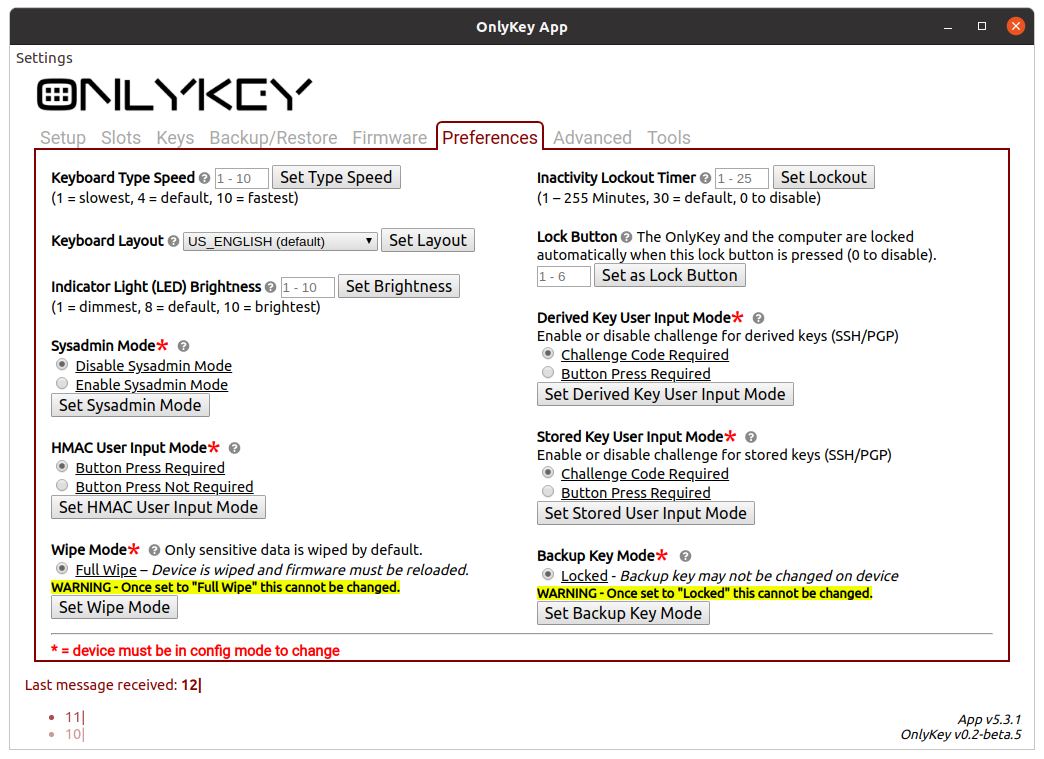 OnlyKey App
Settings
ONLYKEY
Setup Slots Keys Backup/Restore Firmware Preferences Advanced Tools
Keyboard Type Speed ? 1 - 10 Set Type Speed
(1 = slowest, 4 = default, 10 = fastest)
Keyboard Layout ? US_ENGLISH (default) Set Layout
Indicator Light (LED) Brightness ? 1 - 10 Set Brightness
(1 = dimmest, 8 = default, 10 = brightest)
Sysadmin Mode* ?
Disable Sysadmin Mode
Enable Sysadmin Mode
Set Sysadmin Mode
HMAC User Input Mode* ?
Button Press Required
Button Press Not Required
Set HMAC User Input Mode
Wipe Mode* ? Only sensitive data is wiped by default.
Full Wipe – Device is wiped and firmware must be reloaded.
WARNING - Once set to "Full Wipe" this cannot be changed.
Set Wipe Mode
Inactivity Lockout Timer ? 1 - 25 Set Lockout
(1 – 255 Minutes, 30 = default, 0 to disable)
Lock Button ? The OnlyKey and the computer are locked
automatically when this lock button is pressed (0 to disable).
1 - 6 Set as Lock Button
Derived Key User Input Mode* ?
Enable or disable challenge for derived keys (SSH/PGP)
Challenge Code Required
Button Press Required
Set Derived Key User Input Mode
Stored Key User Input Mode* ?
Enable or disable challenge for stored keys (SSH/PGP)
Challenge Code Required
Button Press Required
Set Stored User Input Mode
Backup Key Mode* ?
Locked - Backup key may not be changed on device
WARNING - Once set to "Locked" this cannot be changed.
Set Backup Key Mode
* = device must be in config mode to change
Last message received: 12|
11|
10|
App v5.3.1
OnlyKey v0.2-beta.5